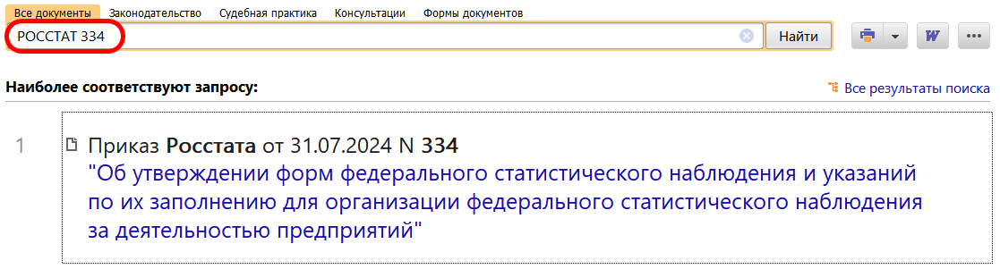 Все документы Законодательство Судебная практика Консультации Формы документов
РОССТАТ 334 Найти
Наиболее соответствуют запросу: Все результаты поиска
1 Приказ Росстата от 31.07.2024 N 334
"Об утверждении форм федерального статистического наблюдения и указаний
по их заполнению для организации федерального статистического наблюдения
за деятельностью предприятий"